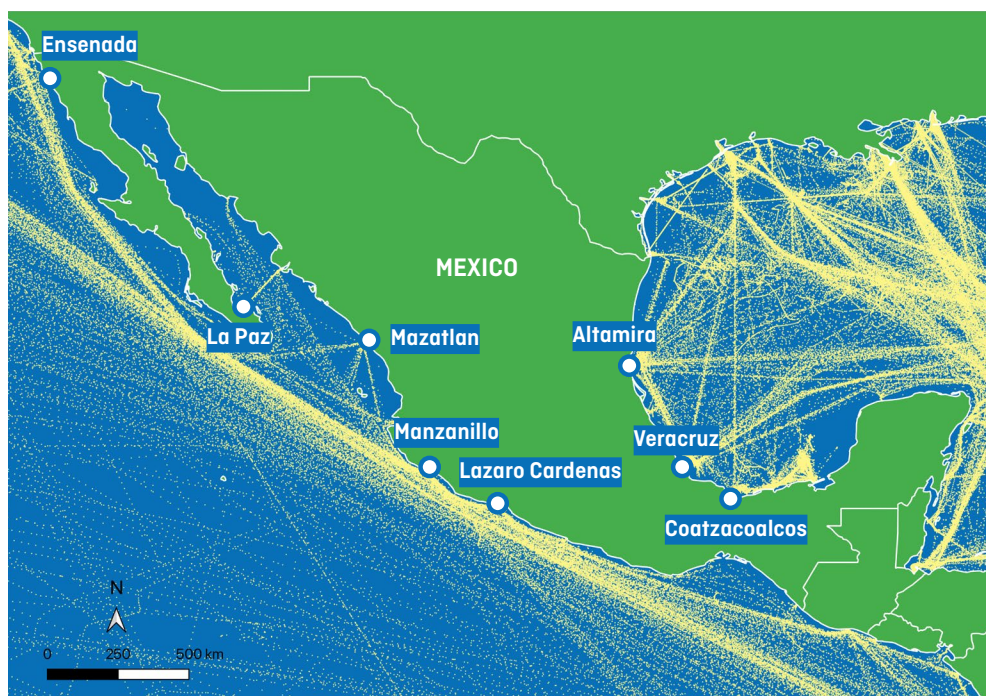 Ensenada
MEXICO
La Paz
Mazatlan
Altamira
Manzanillo
Veracruz
Lazaro Cardenas
Coatzacoalcos
N
0 250 500 km